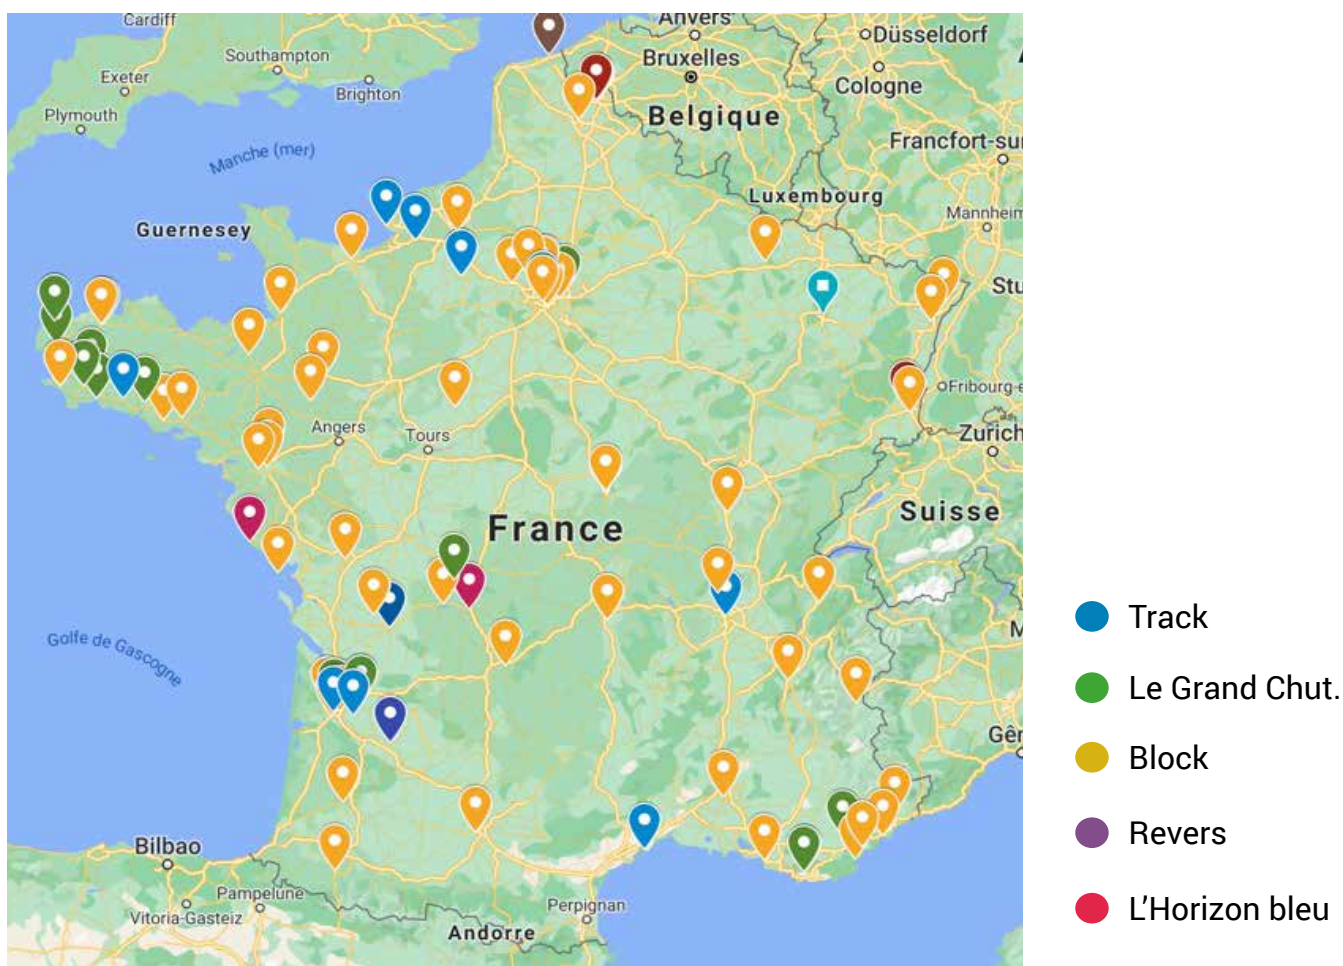 Cardiff
Anvers
Düsseldorf
Southampton
Bruxelles
Exeter
Cologne
Brighton
Plymouth
Belgique
Francfort-su
Manche (mer)
Luxembourg
Mannheim
Guernesey
Stu
Fribourg-e
Angers
Tours
Zurich
Suisse
France
Golfe de Gascogne
M
Gên
Bilbao
Pampelune
Vitoria-Gasteiz
Perpignan
Andorre
Track
Le Grand Chut.
Block
Revers
L'Horizon bleu